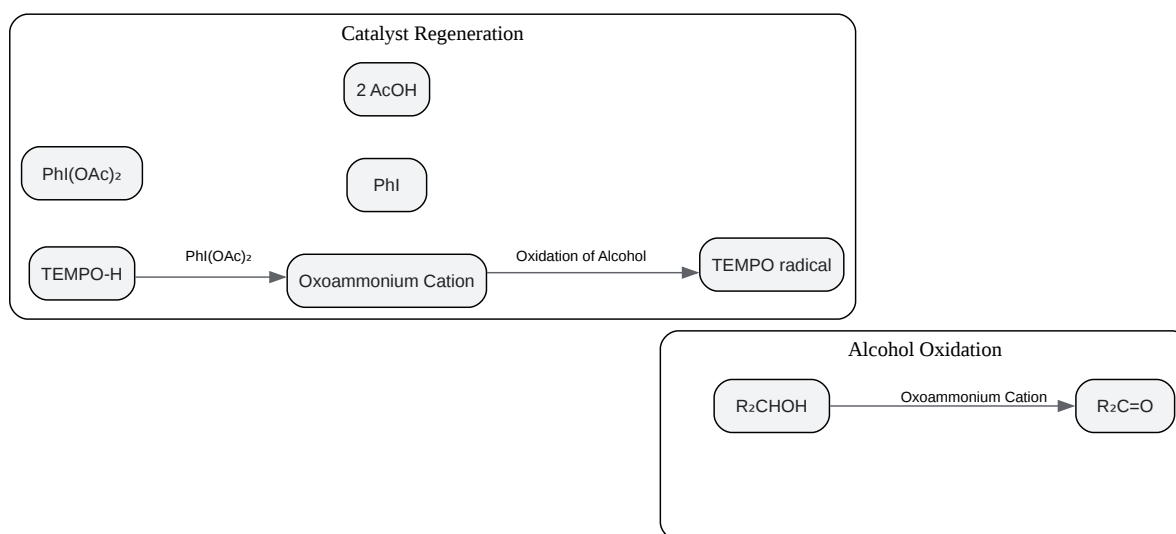 Catalyst Regeneration
2 AcOH
PhI(OAc)₂
PhI
TEMPO-H
PhI(OAc)₂
Oxoammonium Cation
Oxidation of Alcohol
TEMPO radical
Alcohol Oxidation
R₂CHOH
Oxoammonium Cation
R₂C=O